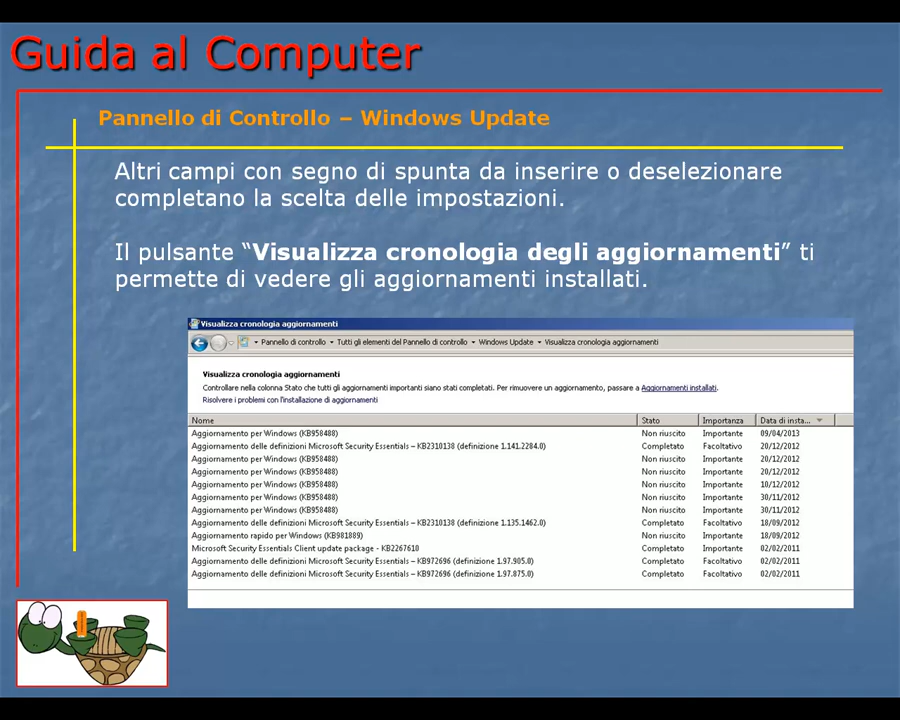 Guida al Computer
Pannello di Controllo – Windows Update
Altri campi con segno di spunta da inserire o deselezionare
completano la scelta delle impostazioni.
Il pulsante “Visualizza cronologia degli aggiornamenti” ti
permette di vedere gli aggiornamenti installati.
Visualizza cronologia aggiornamenti
Pannello di controllo Tutti gli elementi del Pannello di controllo Windows Update Visualizza cronologia aggiornamenti
Visualizza cronologia aggiornamenti
Controllare nella colonna Stato che tutti gli aggiornamenti importanti siano stati completati. Per rimuovere un aggiornamento, passare a Aggiornamenti installati.
Risolvere i problemi con l'installazione di aggiornamenti
Nome Stato Importanza Data di insta...
Aggiornamento per Windows (KB958488) Non riuscito Importante 09/04/2013
Aggiornamento delle definizioni Microsoft Security Essentials – KB2310138 (definizione 1.141.2284.0) Completato Facoltativo 20/12/2012
Aggiornamento per Windows (KB958488) Non riuscito Importante 20/12/2012
Aggiornamento per Windows (KB958488) Non riuscito Importante 20/12/2012
Aggiornamento per Windows (KB958488) Non riuscito Importante 10/12/2012
Aggiornamento per Windows (KB958488) Non riuscito Importante 30/11/2012
Aggiornamento per Windows (KB958488) Non riuscito Importante 30/11/2012
Aggiornamento delle definizioni Microsoft Security Essentials – KB2310138 (definizione 1.135.1462.0) Completato Facoltativo 18/09/2012
Aggiornamento rapido per Windows (KB981889) Non riuscito Importante 18/09/2012
Microsoft Security Essentials Client update package - KB2267610 Completato Importante 02/02/2011
Aggiornamento delle definizioni Microsoft Security Essentials – KB972696 (definizione 1.97.905.0) Completato Facoltativo 02/02/2011
Aggiornamento delle definizioni Microsoft Security Essentials – KB972696 (definizione 1.97.875.0) Completato Facoltativo 02/02/2011